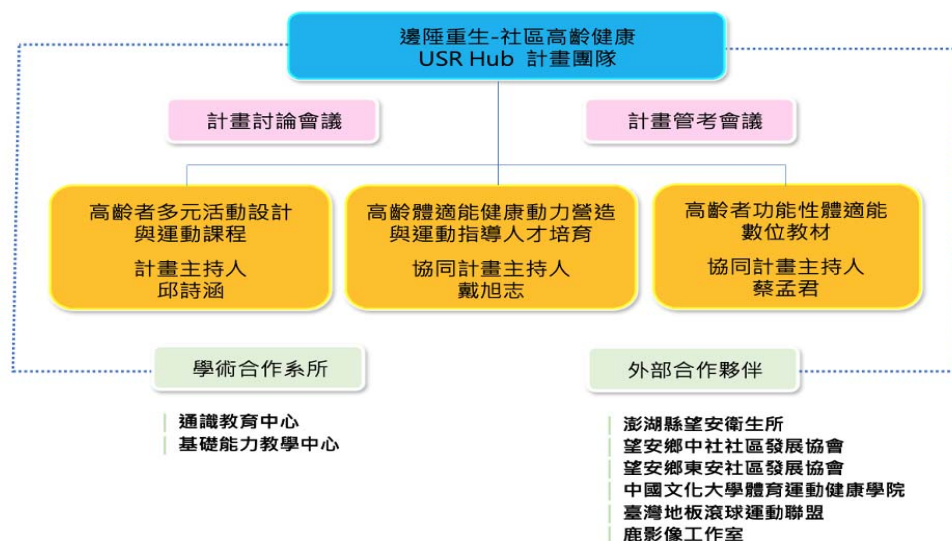 邊陲重生-社區高齡健康
USR Hub 計畫團隊
計畫討論會議
計畫管考會議
高齡者多元活動設計
與運動課程
計畫主持人
邱詩涵
高齡體適能健康動力營造
與運動指導人才培育
協同計畫主持人
戴旭志
高齡者功能性體適能
數位教材
協同計畫主持人
蔡孟君
學術合作系所
通識教育中心
基礎能力教學中心
外部合作夥伴
澎湖縣望安衛生所
望安鄉中社社區發展協會
望安鄉東安社區發展協會
中國文化大學體育運動健康學院
臺灣地板滾球運動聯盟
鹿影像工作室